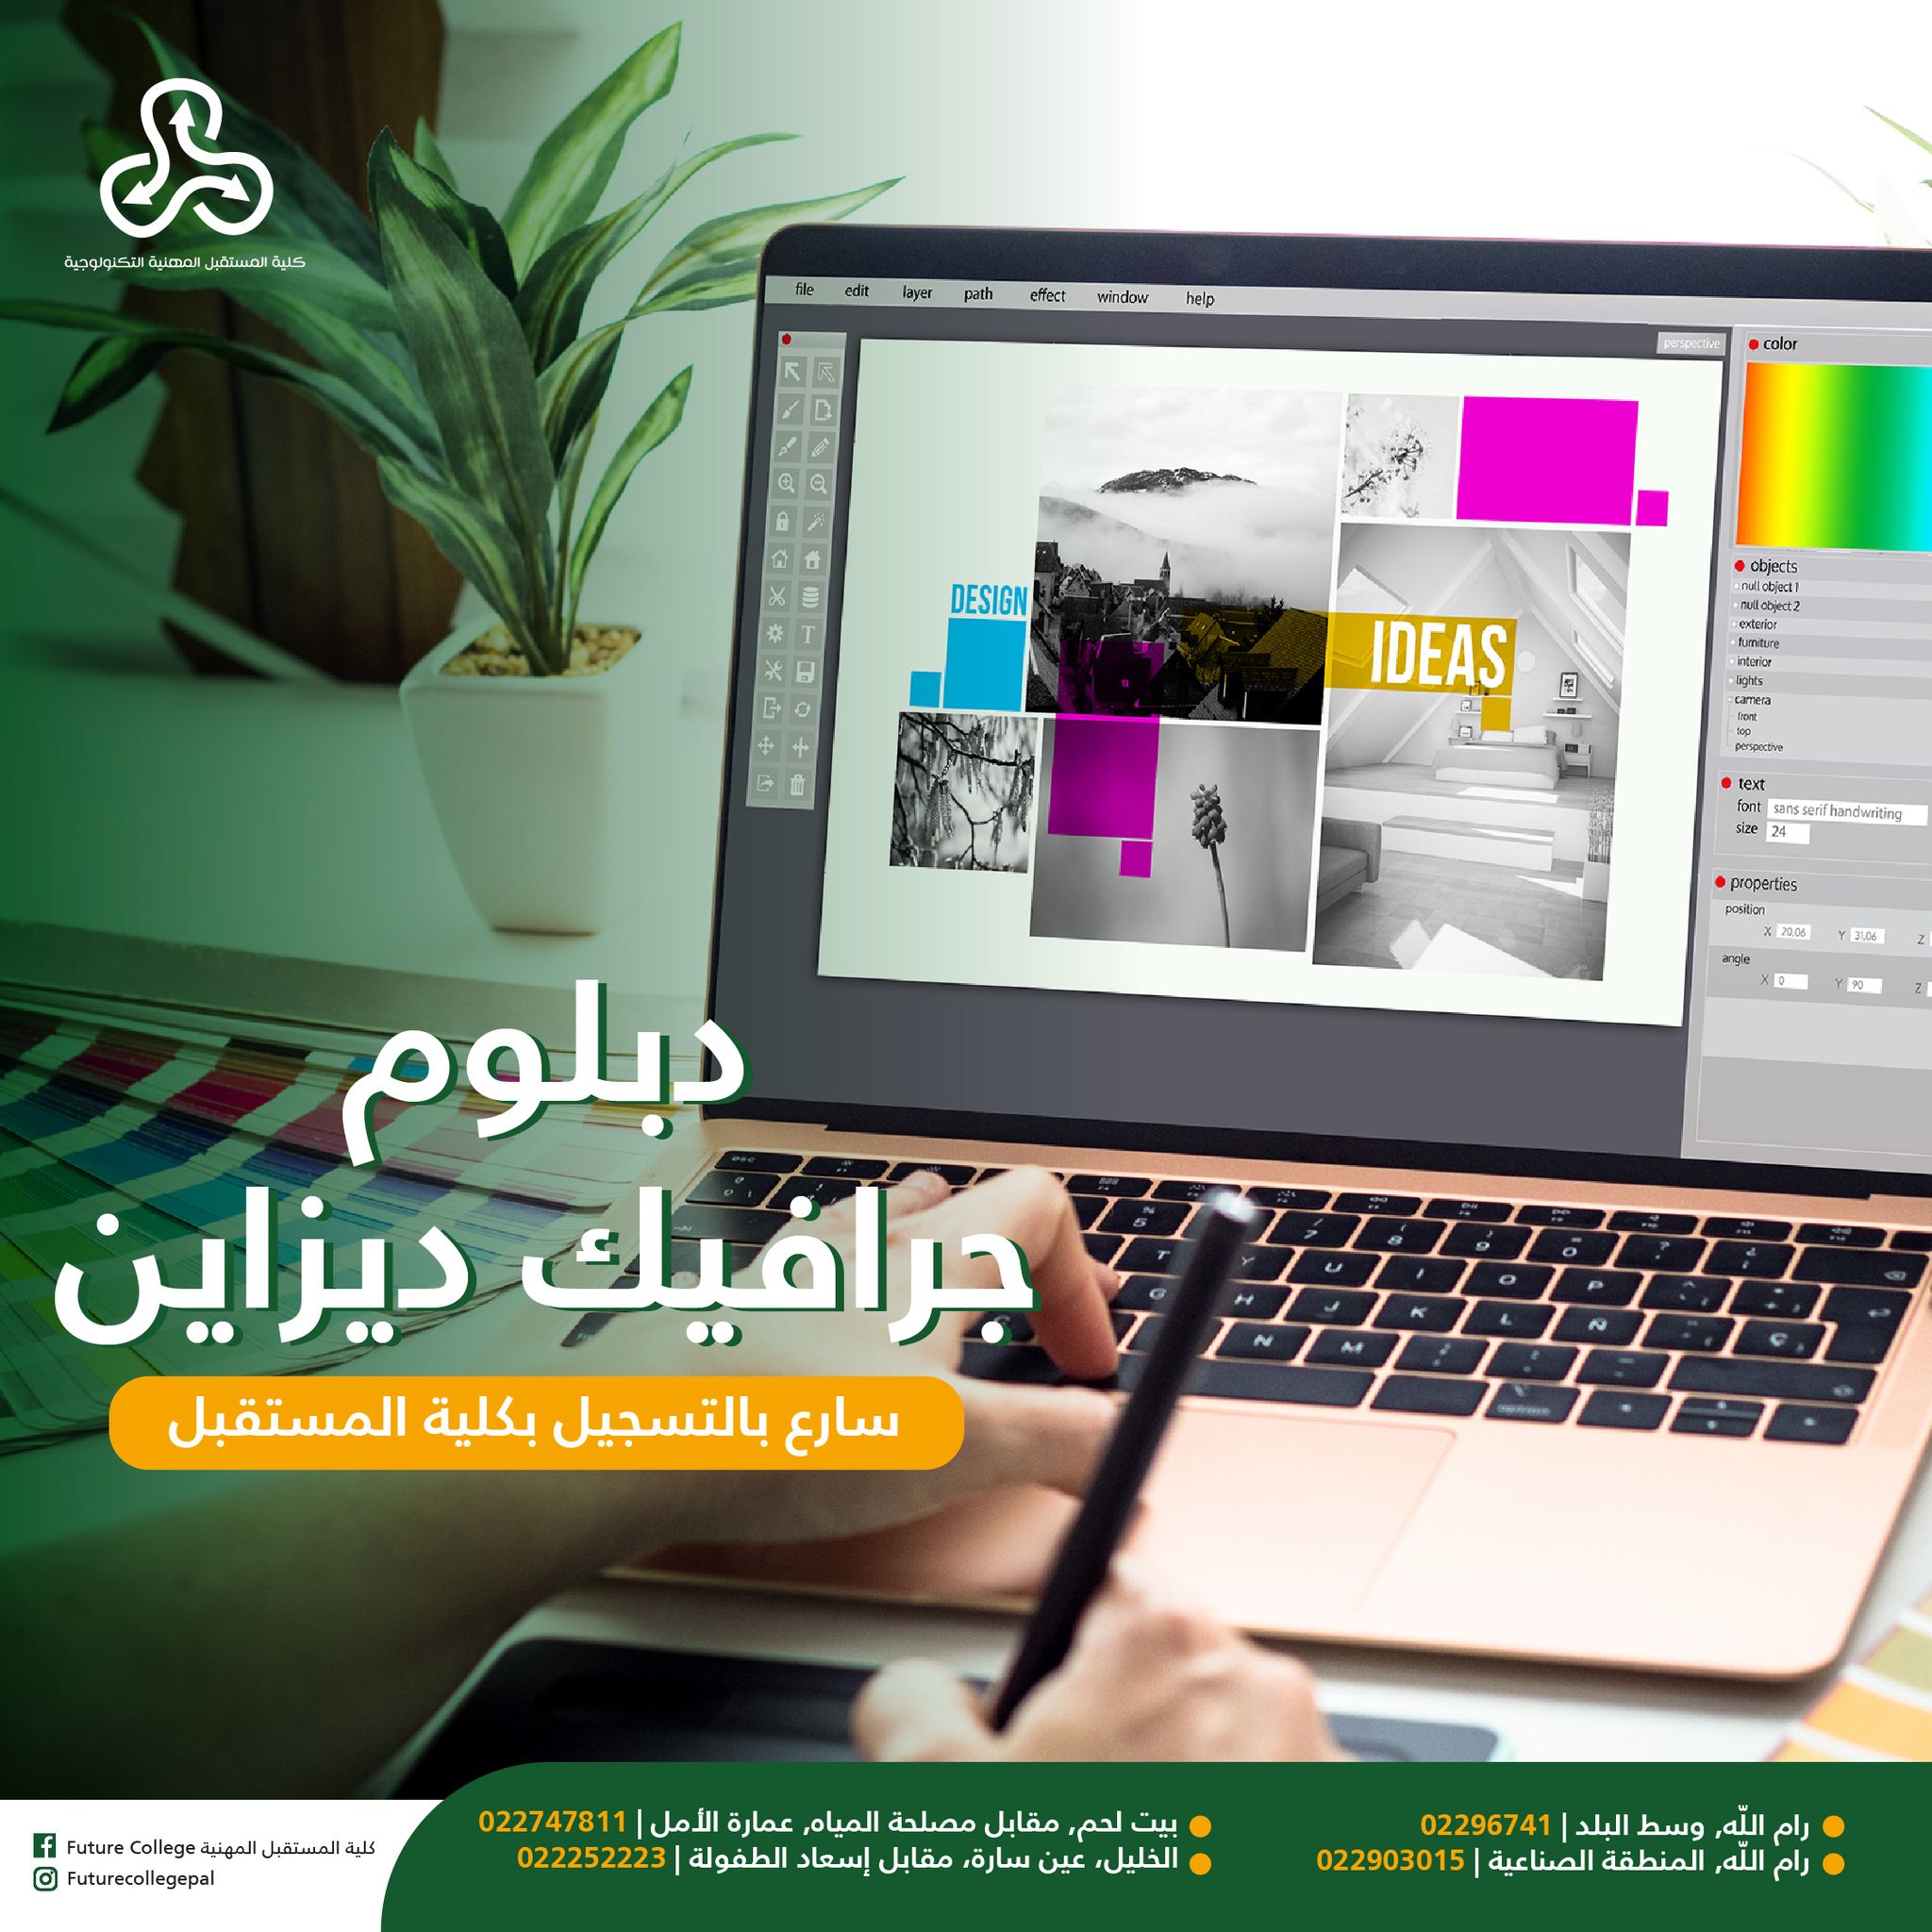 كلية المستقبل المهنية التكنولوجية
file edit layer path effect window help
perspective
color
DESIGN
IDEAS
objects
null object 1
null object 2
exterior
furniture
interior
lights
camera
front
top
perspective
text
font sans serif handwriting
size 24
properties
position
X 20,06 Y 31,06 Z
angle
X 0 Y 90 Z
دبلوم
جرافيك ديزاين
سارع بالتسجيل بكلية المستقبل
رام الله, وسط البلد | 02296741
رام الله, المنطقة الصناعية | 022903015
بيت لحم, مقابل مصلحة المياه, عمارة الأمل | 022747811
الخليل، عين سارة، مقابل إسعاد الطفولة | 022252223
Future College كلية المستقبل المهنية
Futurecollegepal